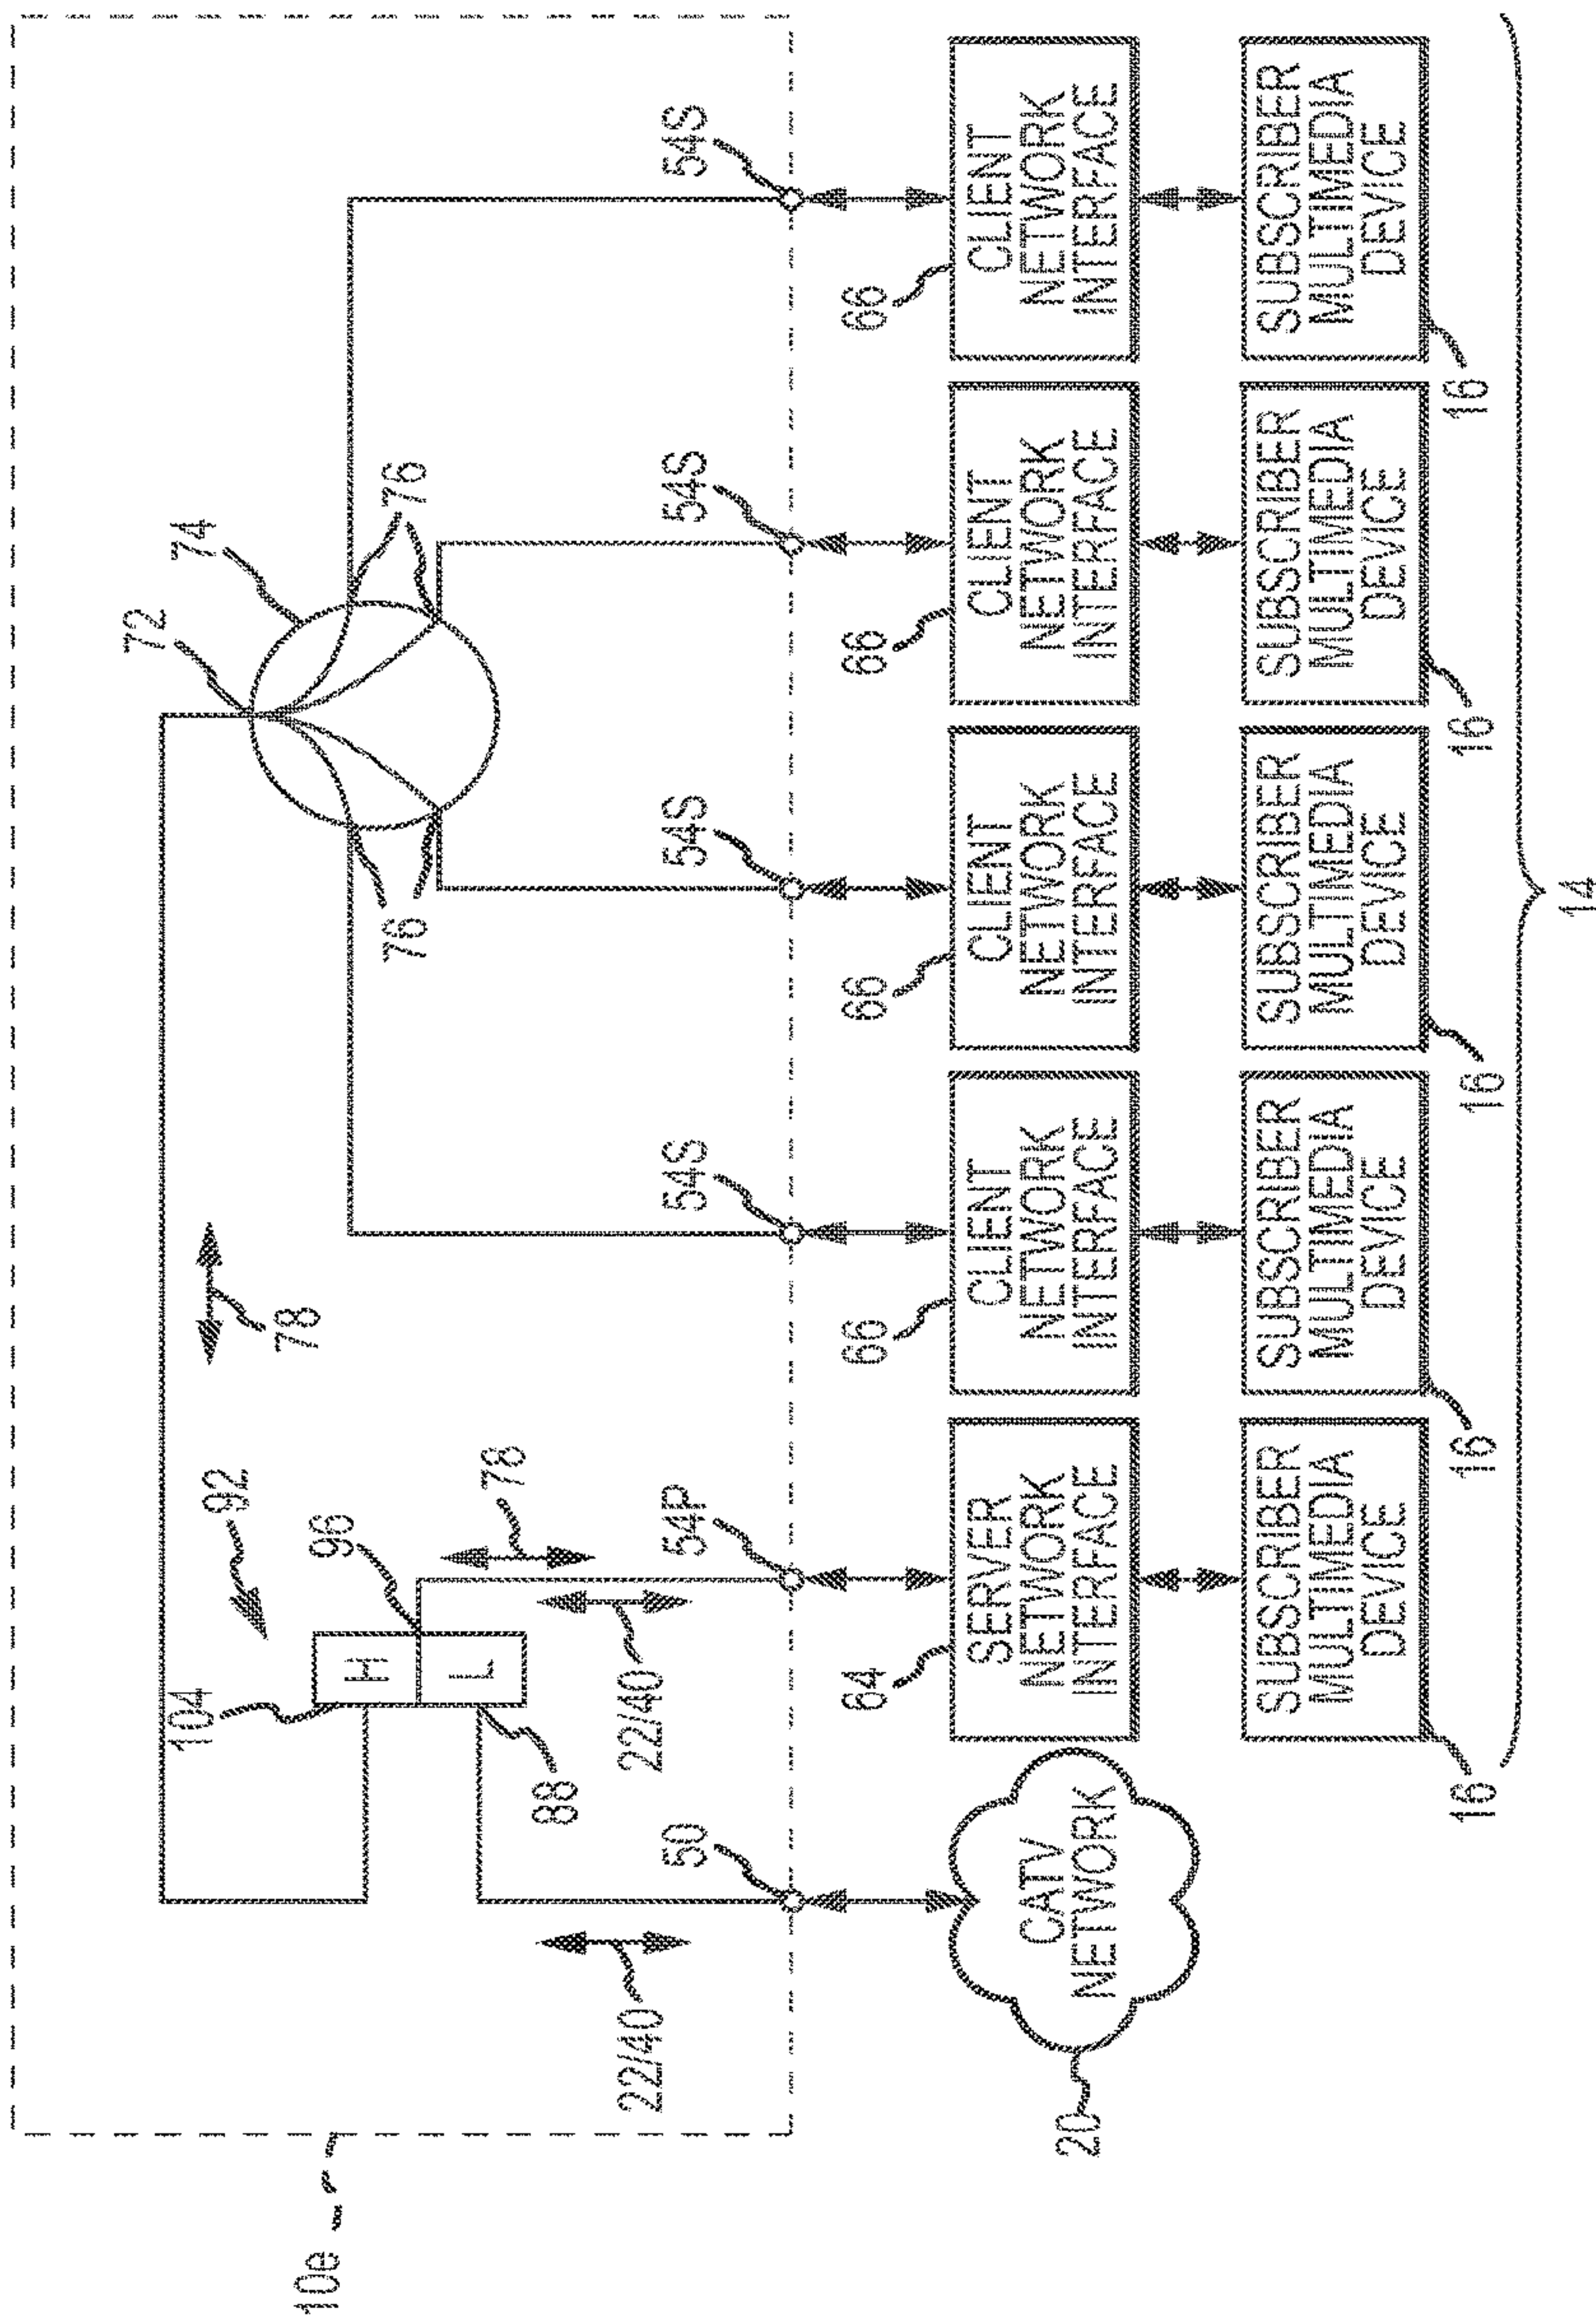 10e
92
104
H
L
96
88
78
78
72
74
76
76
22/40
22/40
50
54P
54S
54S
54S
54S
20
CATV
NETWORK
64
SERVER
NETWORK
INTERFACE
66
CLIENT
NETWORK
INTERFACE
66
CLIENT
NETWORK
INTERFACE
66
CLIENT
NETWORK
INTERFACE
66
CLIENT
NETWORK
INTERFACE
SUBSCRIBER
MULTIMEDIA
DEVICE
16
SUBSCRIBER
MULTIMEDIA
DEVICE
16
SUBSCRIBER
MULTIMEDIA
DEVICE
16
SUBSCRIBER
MULTIMEDIA
DEVICE
16
SUBSCRIBER
MULTIMEDIA
DEVICE
16
14